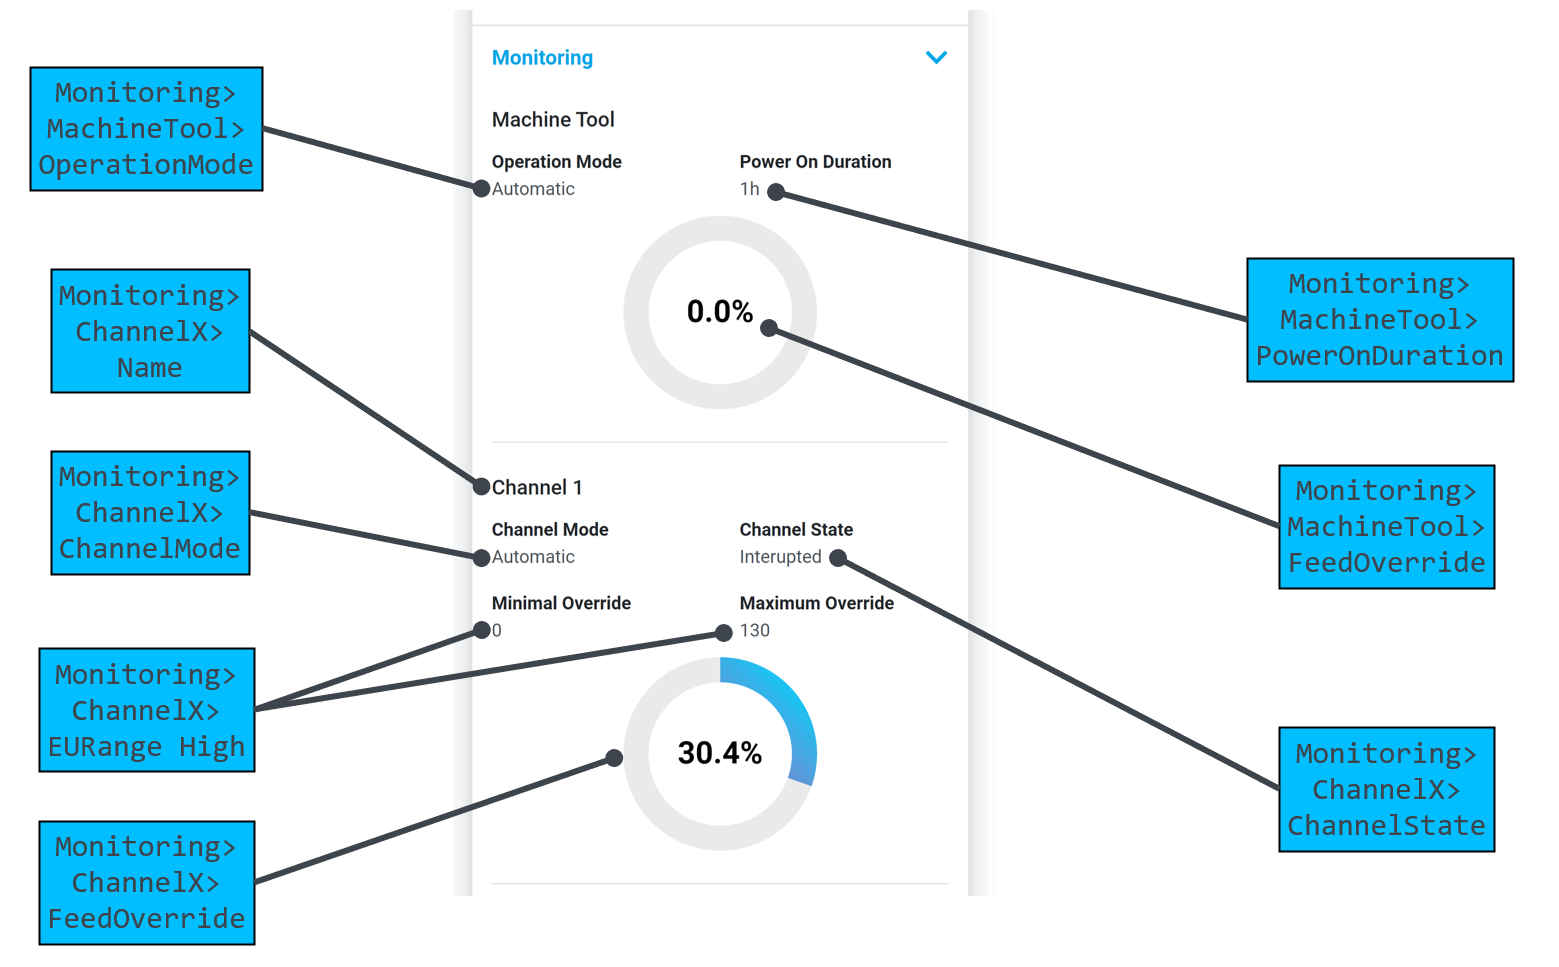 Monitoring
Machine Tool
Operation Mode
Power On Duration
Automatic
1h
0.0%
Channel 1
Channel Mode
Channel State
Automatic
Interupted
Minimal Override
Maximum Override
0
130
30.4%
Monitoring>
MachineTool>
OperationMode
Monitoring>
ChannelX>
Name
Monitoring>
ChannelX>
ChannelMode
Monitoring>
ChannelX>
EURange High
Monitoring>
ChannelX>
FeedOverride
Monitoring>
MachineTool>
PowerOnDuration
Monitoring>
MachineTool>
FeedOverride
Monitoring>
ChannelX>
ChannelState